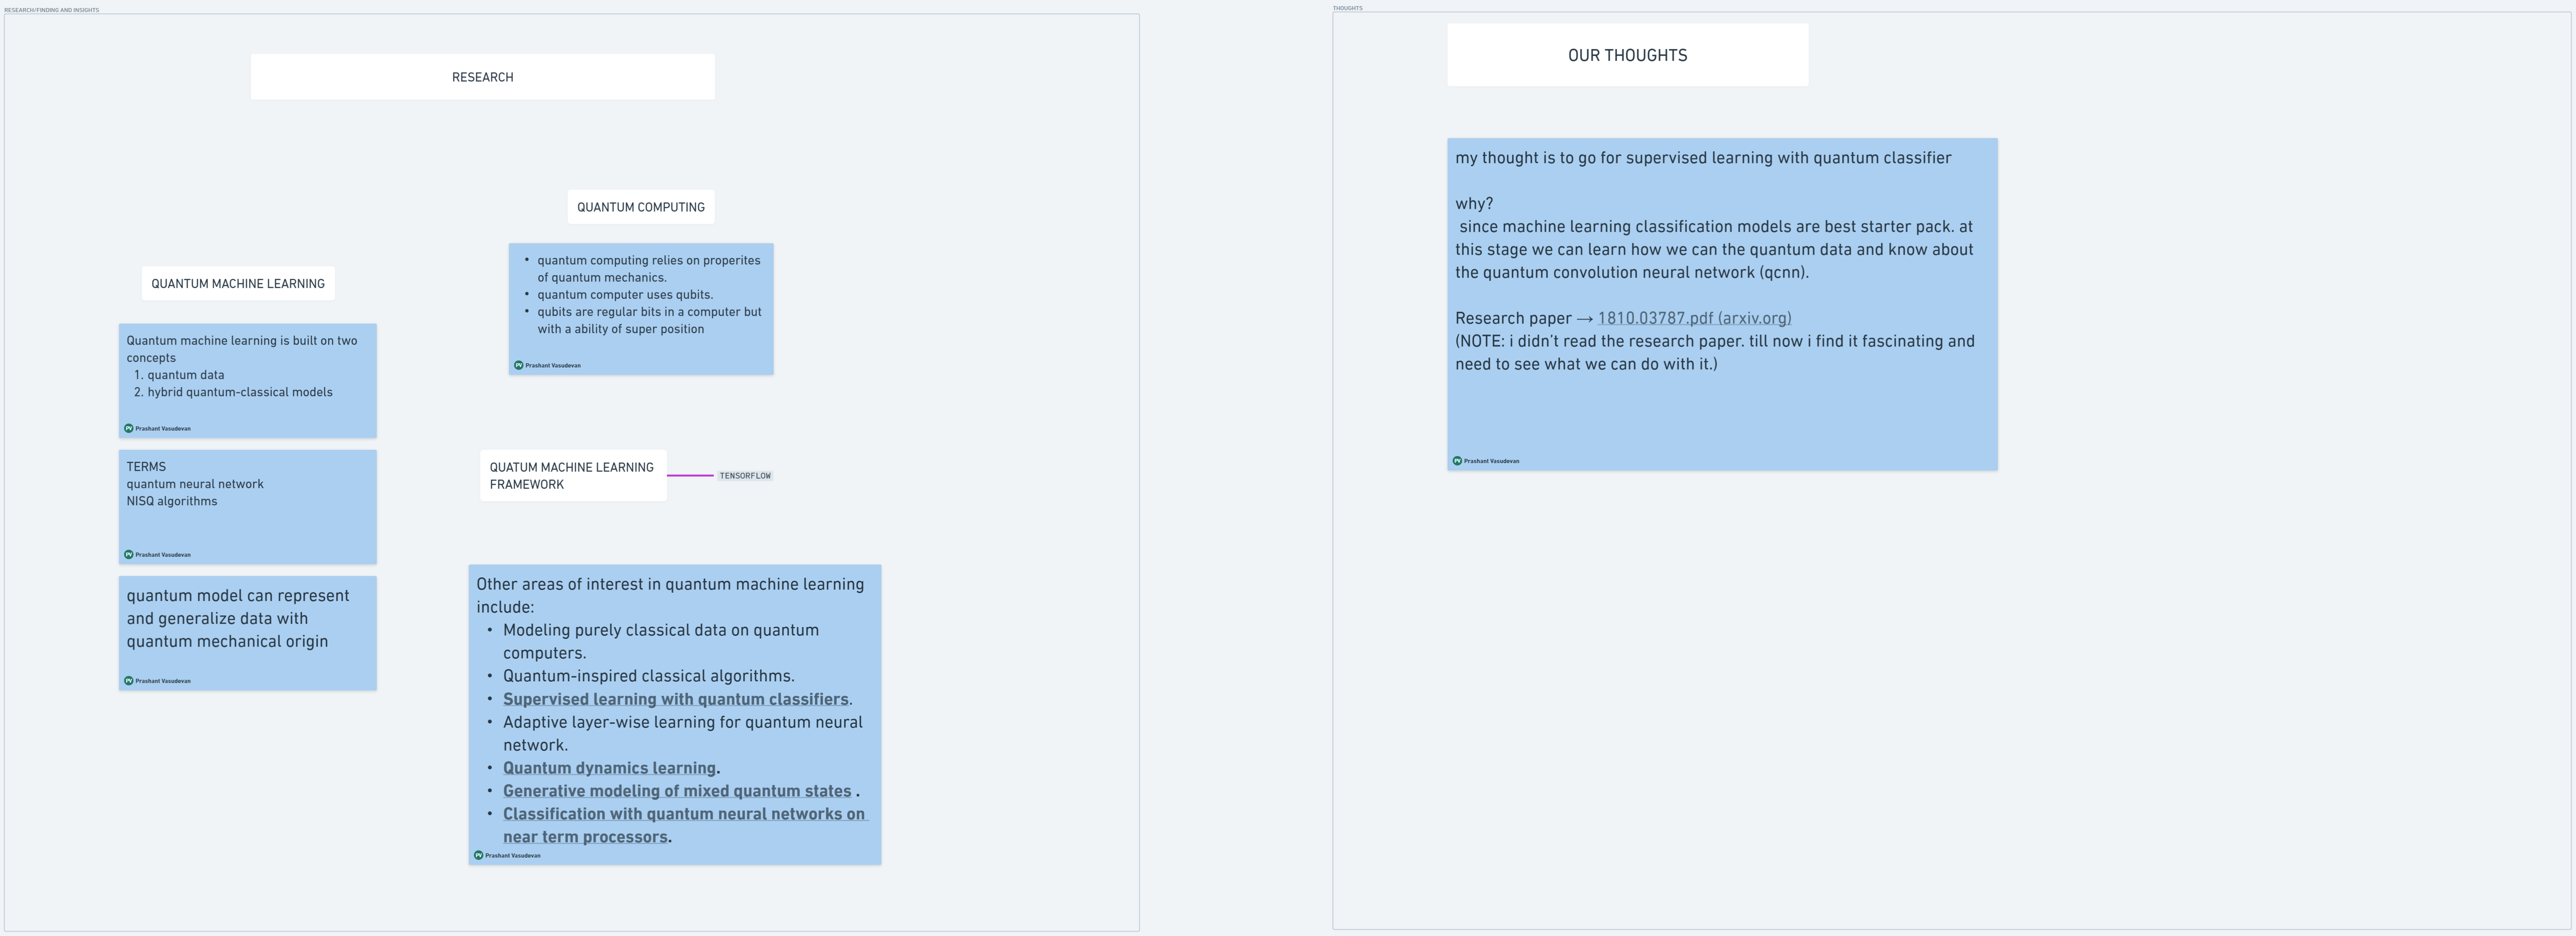 RESEARCH/FINDING AND INSIGHTS
RESEARCH
QUANTUM COMPUTING
• quantum computing relies on properites
of quantum mechanics.
• quantum computer uses qubits.
• qubits are regular bits in a computer but
with a ability of super position
Prashant Vasudevan
QUANTUM MACHINE LEARNING
Quantum machine learning is built on two
concepts
1. quantum data
2. hybrid quantum-classical models
PV Prashant Vasudevan
TERMS
quantum neural network
NISQ algorithms
PV Prashant Vasudevan
quantum model can represent
and generalize data with
quantum mechanical origin
PV Prashant Vasudevan
QUATUM MACHINE LEARNING
FRAMEWORK
TENSORFLOW
Other areas of interest in quantum machine learning
include:
• Modeling purely classical data on quantum
computers.
• Quantum-inspired classical algorithms.
• Supervised learning with quantum classifiers.
• Adaptive layer-wise learning for quantum neural
network.
• Quantum dynamics learning.
• Generative modeling of mixed quantum states .
• Classification with quantum neural networks on
near term processors.
PV Prashant Vasudevan
THOUGHTS
OUR THOUGHTS
my thought is to go for supervised learning with quantum classifier
why?
since machine learning classification models are best starter pack. at
this stage we can learn how we can the quantum data and know about
the quantum convolution neural network (qcnn).
Research paper → 1810.03787.pdf (arxiv.org)
(NOTE: i didn't read the research paper. till now i find it fascinating and
need to see what we can do with it.)
PV Prashant Vasudevan